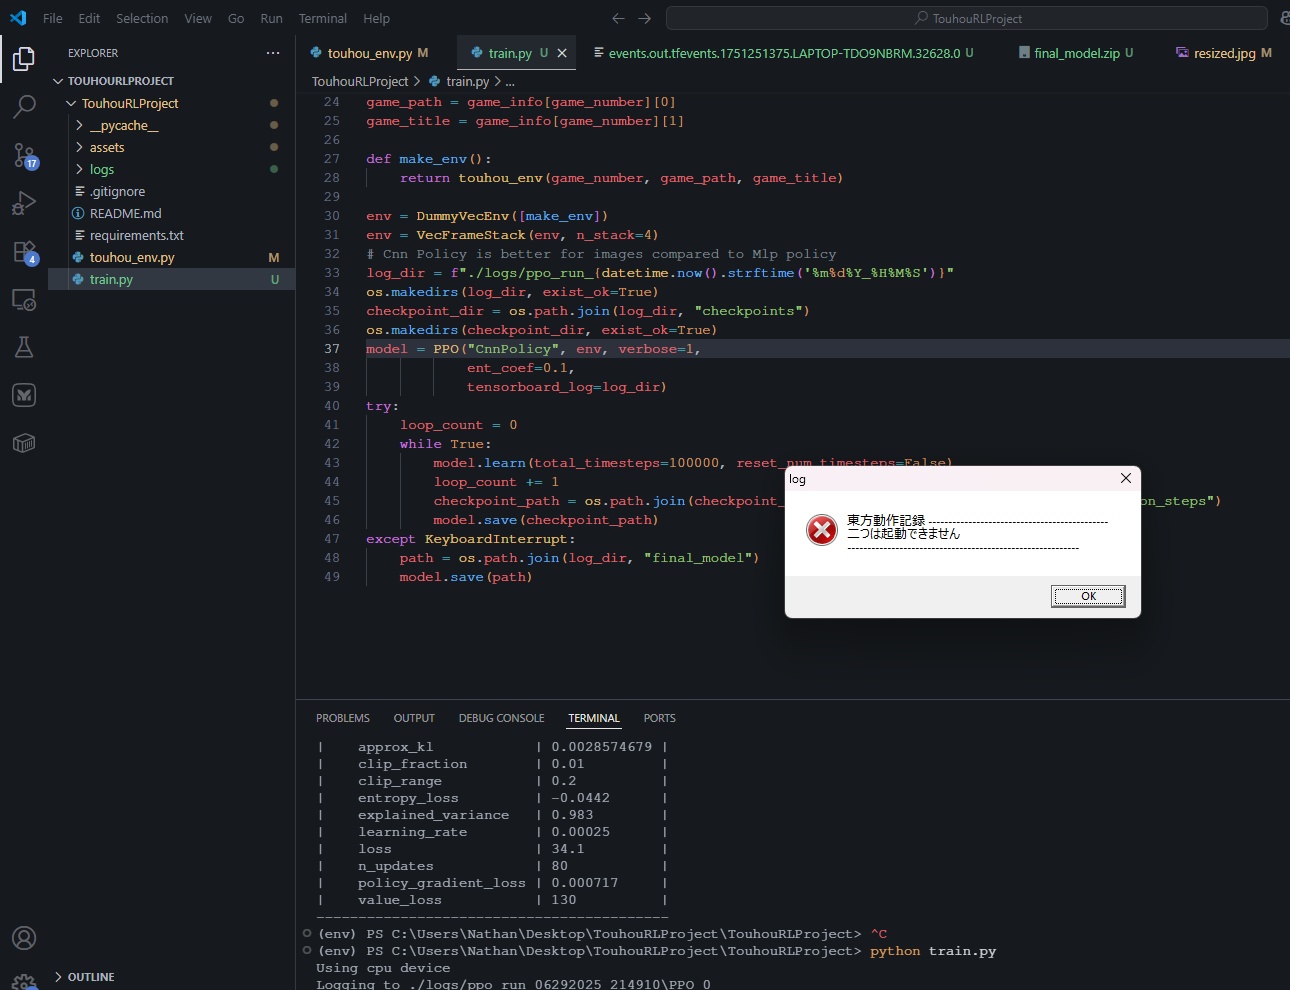 File Edit Selection View Go Run Terminal Help
TouhouRLProject
EXPLORER ...
TOUHOURLPROJECT
TouhouRLProject
__pycache__
assets
logs
.gitignore
README.md
requirements.txt
touhou_env.py M
train.py U
OUTLINE
17
4
touhou_env.py M
train.py U
events.out.tfevents.1751251375.LAPTOP-TDO9NBRM.32628.0 U
final_model.zip U
resized.jpg M
TouhouRLProject > train.py > ...
24 game_path = game_info[game_number][0]
25 game_title = game_info[game_number][1]
26
27 def make_env():
28 return touhou_env(game_number, game_path, game_title)
29
30 env = DummyVecEnv([make_env])
31 env = VecFrameStack(env, n_stack=4)
32 # Cnn Policy is better for images compared to Mlp policy
33 log_dir = f"./logs/ppo_run_{datetime.now().strftime('%m%d%Y_%H%M%S')}"
34 os.makedirs(log_dir, exist_ok=True)
35 checkpoint_dir = os.path.join(log_dir, "checkpoints")
36 os.makedirs(checkpoint_dir, exist_ok=True)
37 model = PPO("CnnPolicy", env, verbose=1,
38 ent_coef=0.1,
39 tensorboard_log=log_dir)
40 try:
41 loop_count = 0
42 while True:
43 model.learn(total_timesteps=100000, reset_num_timesteps=False)
44 loop_count += 1
45 checkpoint_path = os.path.join(checkpoint_ on_steps")
46 model.save(checkpoint_path)
47 except KeyboardInterrupt:
48 path = os.path.join(log_dir, "final_model")
49 model.save(path)
log
東方動作記録 ---------------------------------------------
二つは起動できません
----------------------------------------------------------
OK
PROBLEMS OUTPUT DEBUG CONSOLE TERMINAL PORTS
| approx_kl | 0.0028574679 |
| clip_fraction | 0.01 |
| clip_range | 0.2 |
| entropy_loss | -0.0442 |
| explained_variance | 0.983 |
| learning_rate | 0.00025 |
| loss | 34.1 |
| n_updates | 80 |
| policy_gradient_loss | 0.000717 |
| value_loss | 130 |
------------------------------------------
(env) PS C:\Users\Nathan\Desktop\TouhouRLProject\TouhouRLProject> ^C
(env) PS C:\Users\Nathan\Desktop\TouhouRLProject\TouhouRLProject> python train.py
Using cpu device
Logging to ./logs/ppo_run_06292025_214910\PPO_0